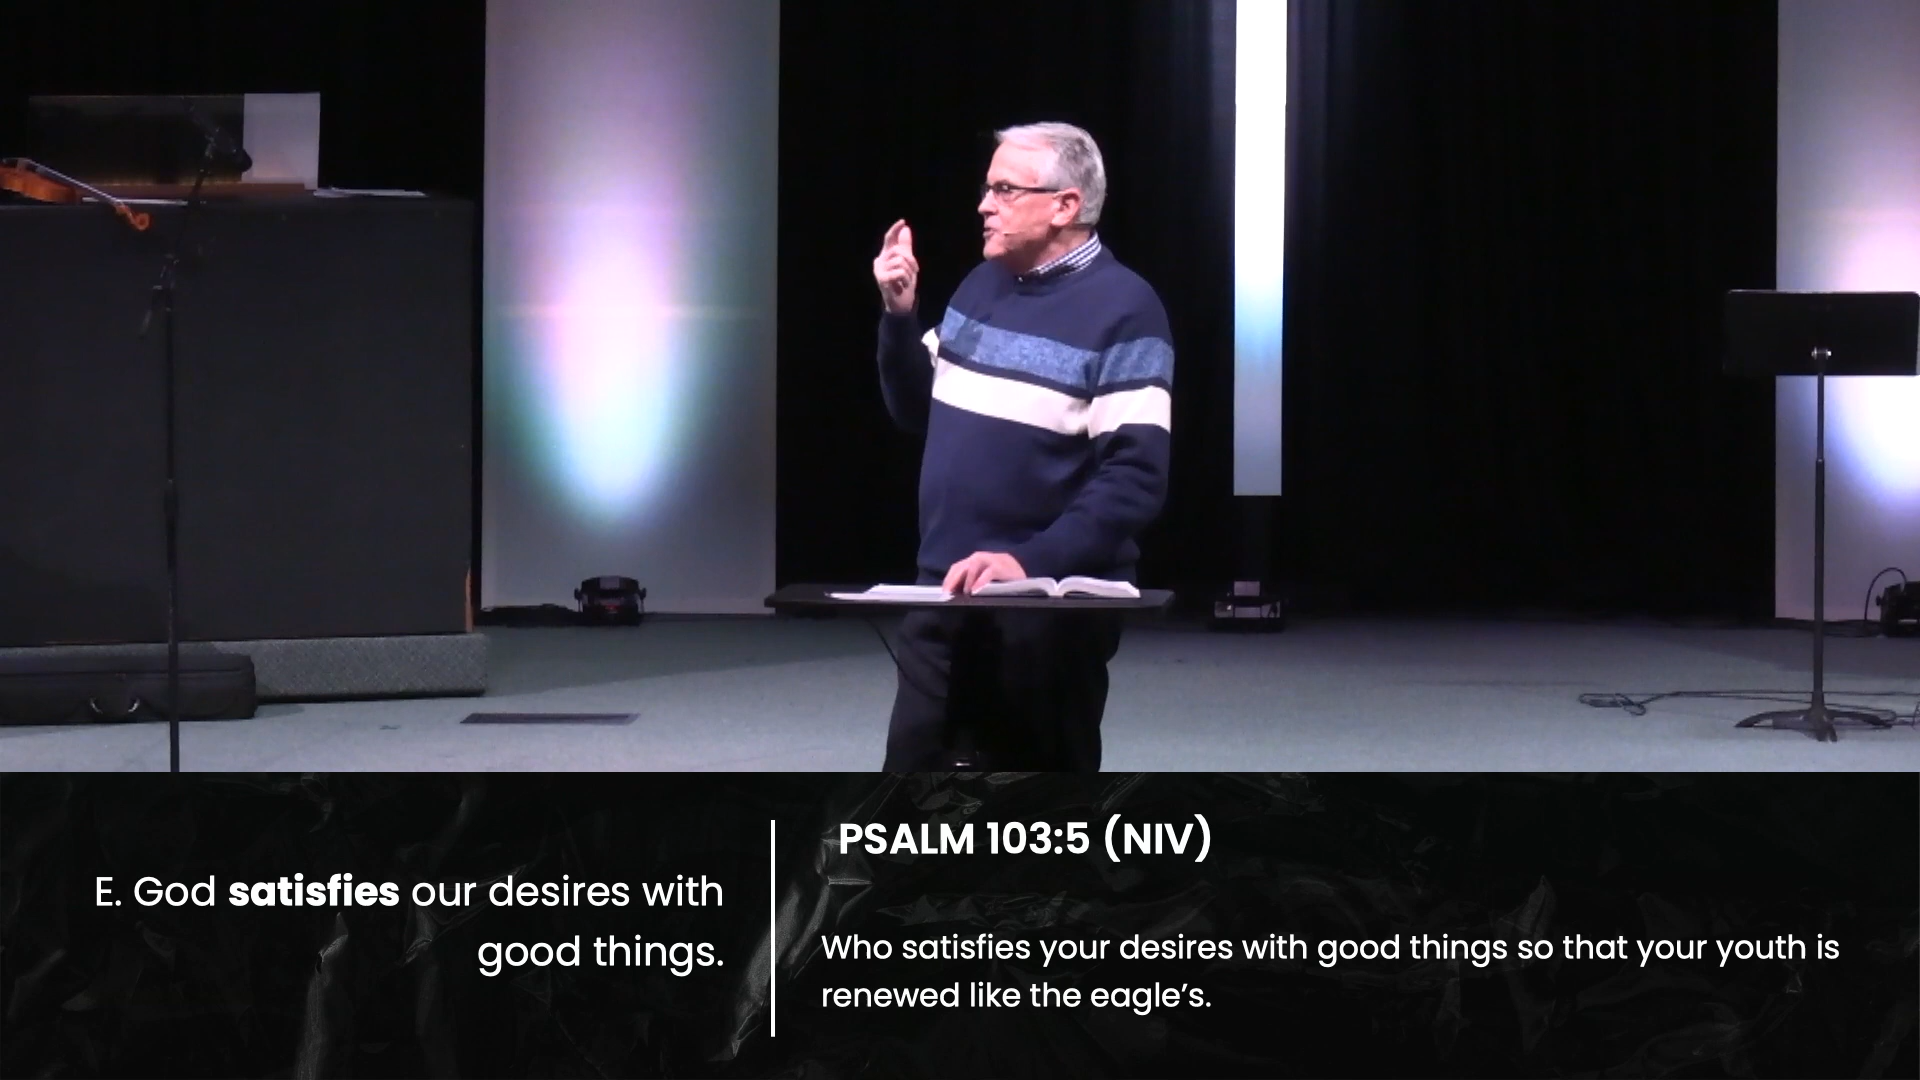 E. God satisfies our desires with
good things.
PSALM 103:5 (NIV)
Who satisfies your desires with good things so that your youth is
renewed like the eagle’s.